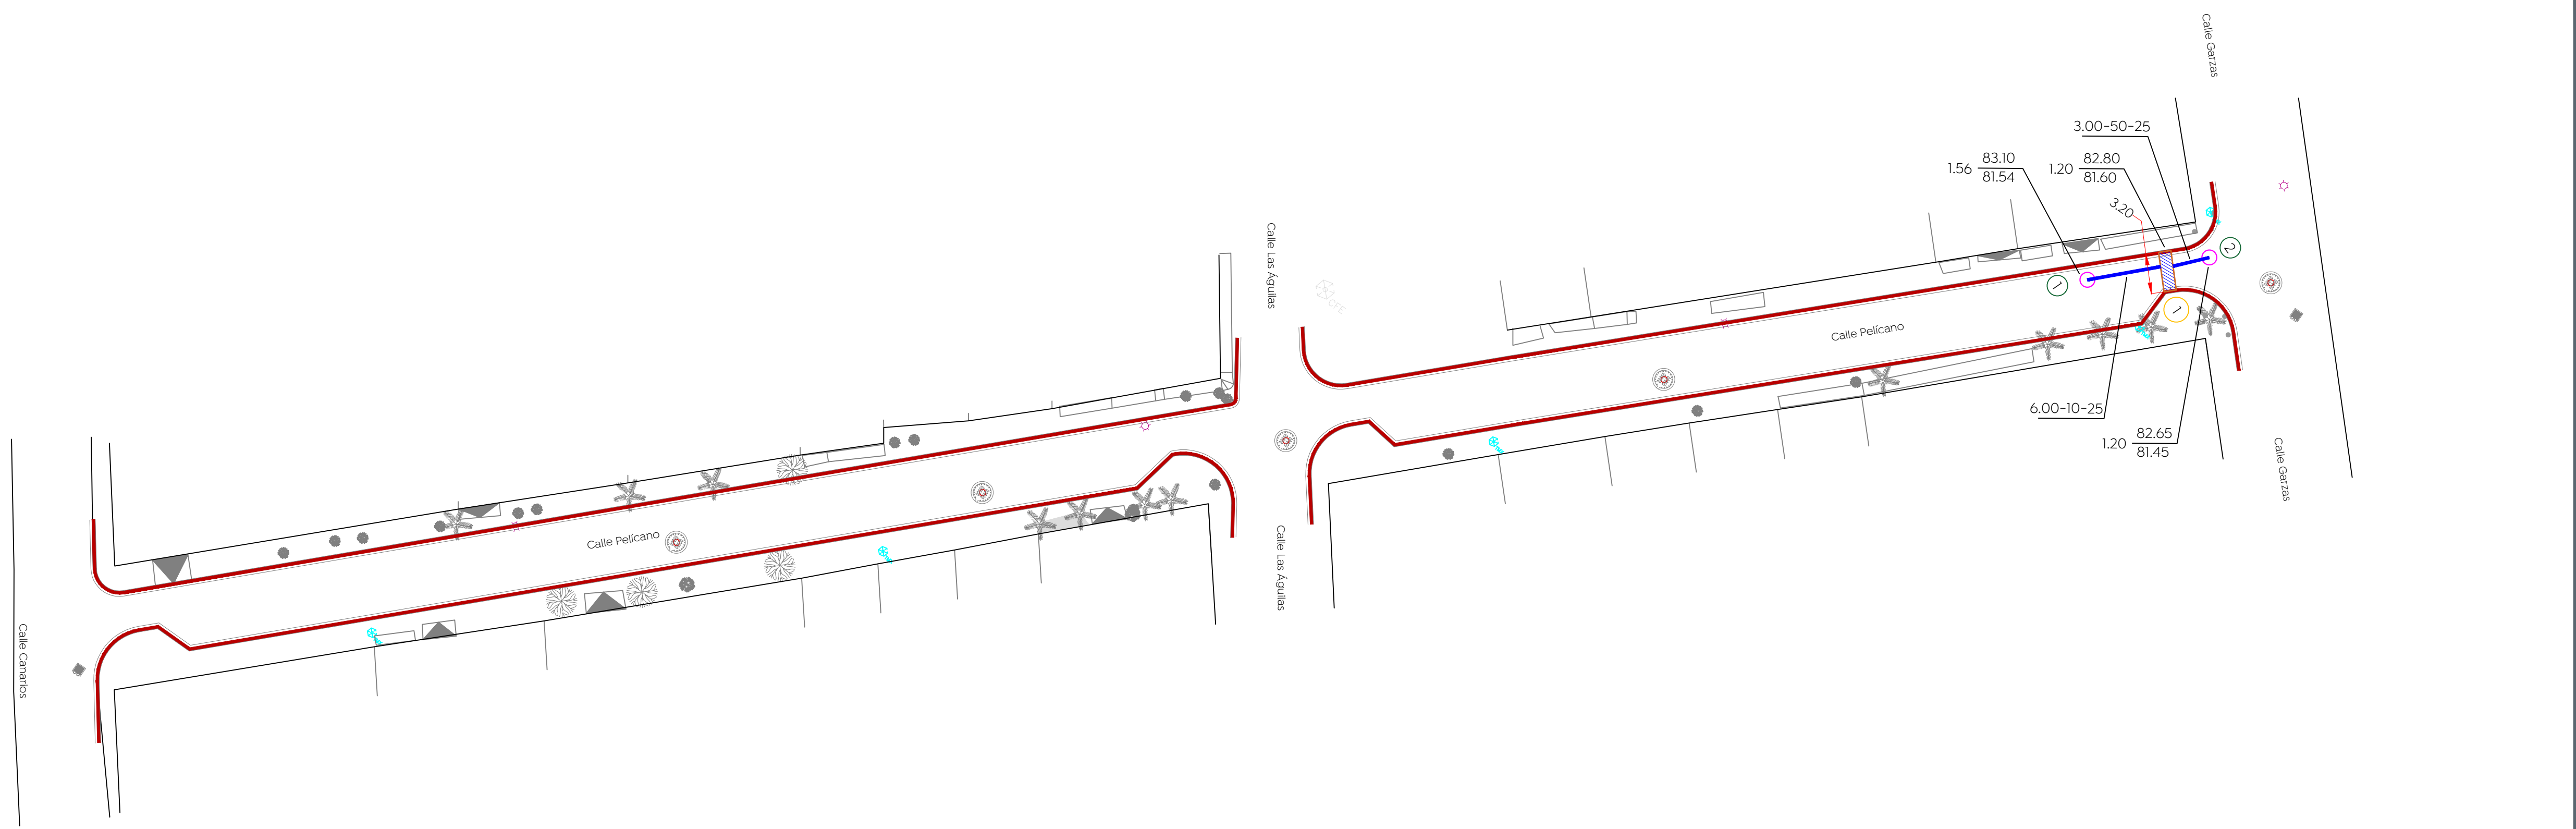 Calle Garzas
3.00-50-25
83.10
1.56
81.54
82.80
1.20
81.60
3.20
2
1
1
Calle Las Águilas
CFE
Calle Pelícano
6.00-10-25
82.65
1.20
81.45
Calle Garzas
Calle Pelícano
Calle Las Águilas
Calle Canarios